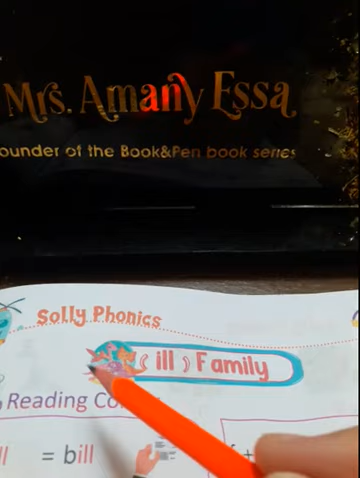 Mrs. Amany Essa
ounder of the Book&Pen book series
Solly Phonics
( ill ) Family
Reading Co
ll = bill